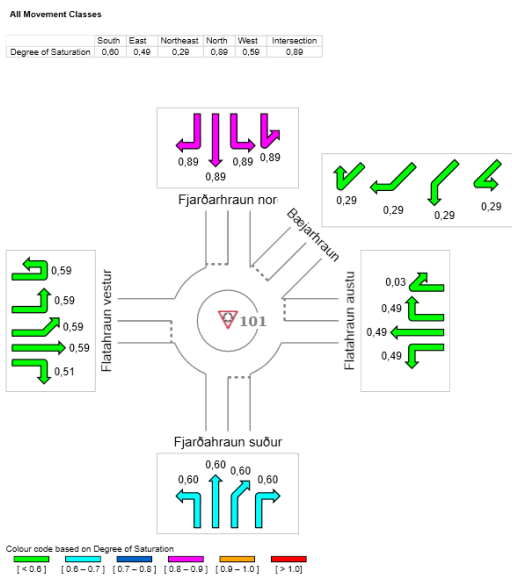 All Movement Classes
South East Northeast North West Intersection
Degree of Saturation 0,60 0,49 0,29 0,89 0,59 0,89
0,89 0,89 0,89
0,89
Fjarðarhraun nor
0,29 0,29 0,29 0,29
Bæjarhraun
0,59
0,59
0,59
0,59
0,51
Flatahraun vestur
101
Flatahraun austu
0,03
0,49
0,49
0,49
Fjarðahraun suður
0,60 0,60 0,60 0,60
Colour code based on Degree of Saturation
[ < 0.6 ] [ 0.6 – 0.7 ] [ 0.7 – 0.8 ] [ 0.8 – 0.9 ] [ 0.9 – 1.0 ] [ > 1.0 ]